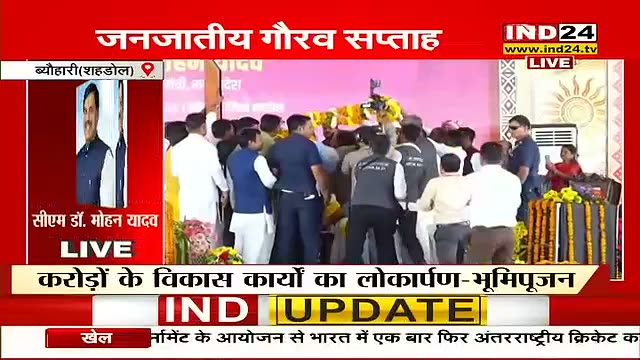 जनजातीय गौरव सप्ताह
IND24
www.ind24.tv
LIVE
ब्यौहारी(शहडोल)
यादव
सीएम डॉ. मोहन यादव
LIVE
करोड़ों के विकास कार्यों का लोकार्पण-भूमिपूजन
IND UPDATE
खेल
के आयोजन से भारत में एक बार फिर अंतरराष्ट्रीय क्रिकेट